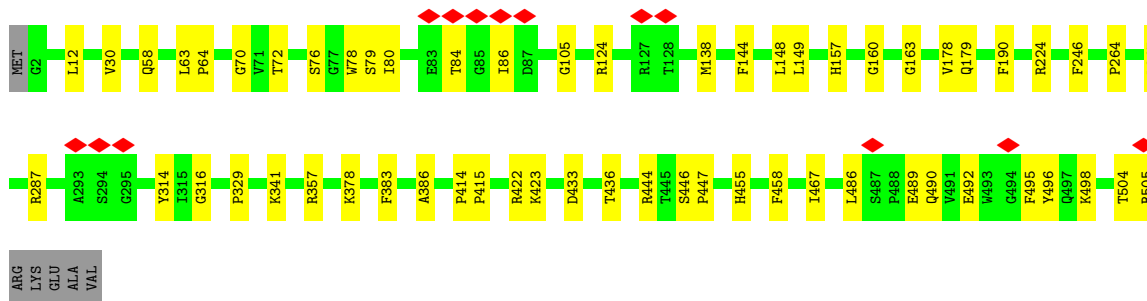 MET G2 L12 V30 Q58 L63 P64 G70 V71 T72 S76 G77 W78 S79 I80 E83 T84 G85 I86 D87 G105 R124 R127 T128 M138 F144 L148 L149 H157 G160 G163 V178 Q179 F190 R224 F246 P264
R287 A293 S294 G295 Y314 I315 G316 P329 K341 R357 K378 F383 A386 P414 P415 R422 K423 D433 T436 R444 T445 S446 P447 H455 F458 I467 L486 S487 P488 E489 Q490 V491 E492 W493 G494 F495 Y496 Q497 K498 T504
ARG LYS GLU ALA VAL